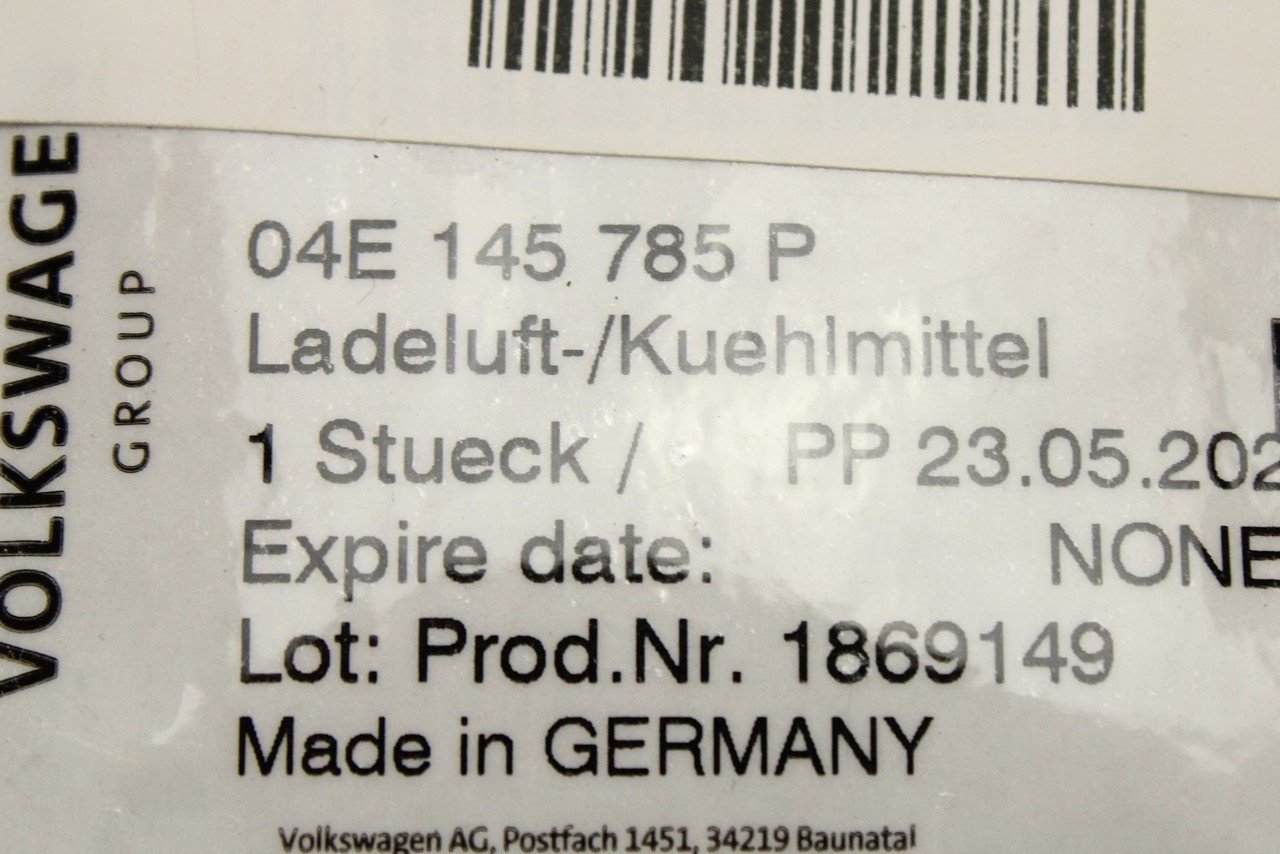 VOLKSWAGE
GROUP
04E 145 785 P
Ladeluft-/Kuehlmittel
1 Stueck / PP 23.05.202
Expire date: NONE
Lot: Prod.Nr. 1869149
Made in GERMANY
Volkswagen AG, Postfach 1451, 34219 Baunatal